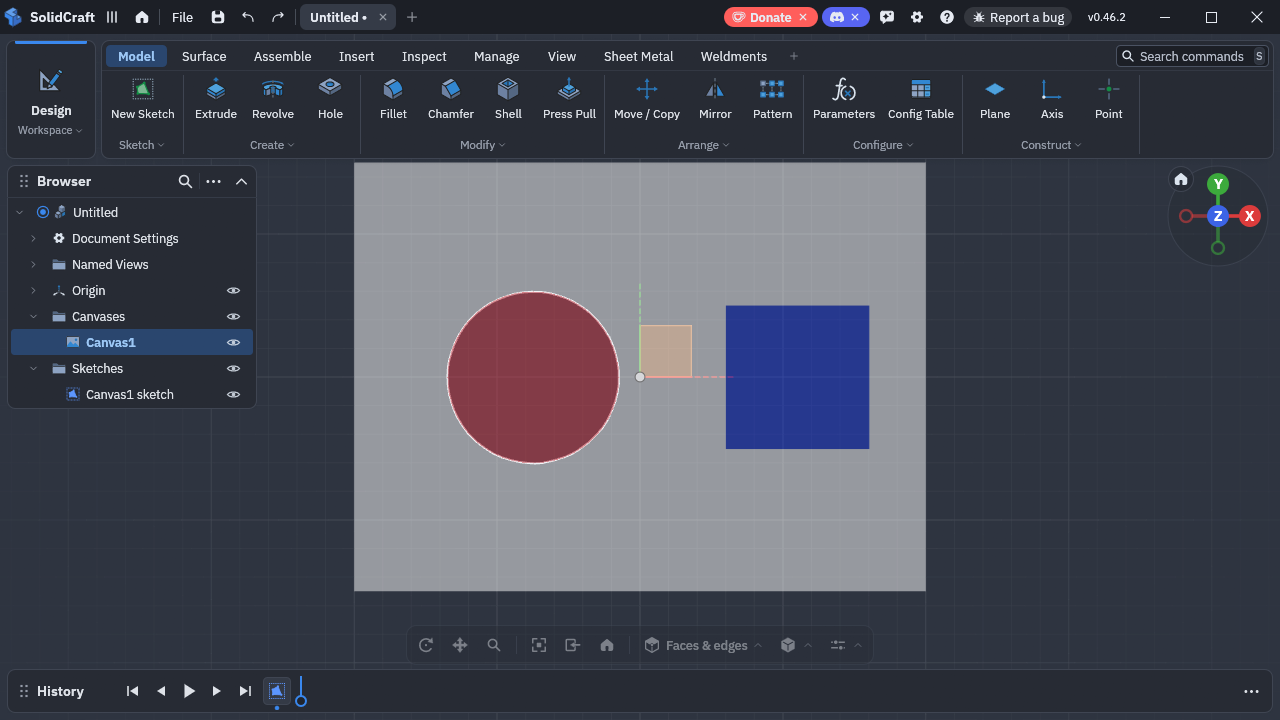 SolidCraft
File
Untitled •
Donate
Report a bug
v0.46.2
Design
Workspace
Model
Surface
Assemble
Insert
Inspect
Manage
View
Sheet Metal
Weldments
Search commands
S
New Sketch
Extrude
Revolve
Hole
Fillet
Chamfer
Shell
Press Pull
Move / Copy
Mirror
Pattern
Parameters
Config Table
Plane
Axis
Point
Sketch
Create
Modify
Arrange
Configure
Construct
Browser
Untitled
Document Settings
Named Views
Origin
Canvases
Canvas1
Sketches
Canvas1 sketch
Y
Z
X
Faces & edges
History